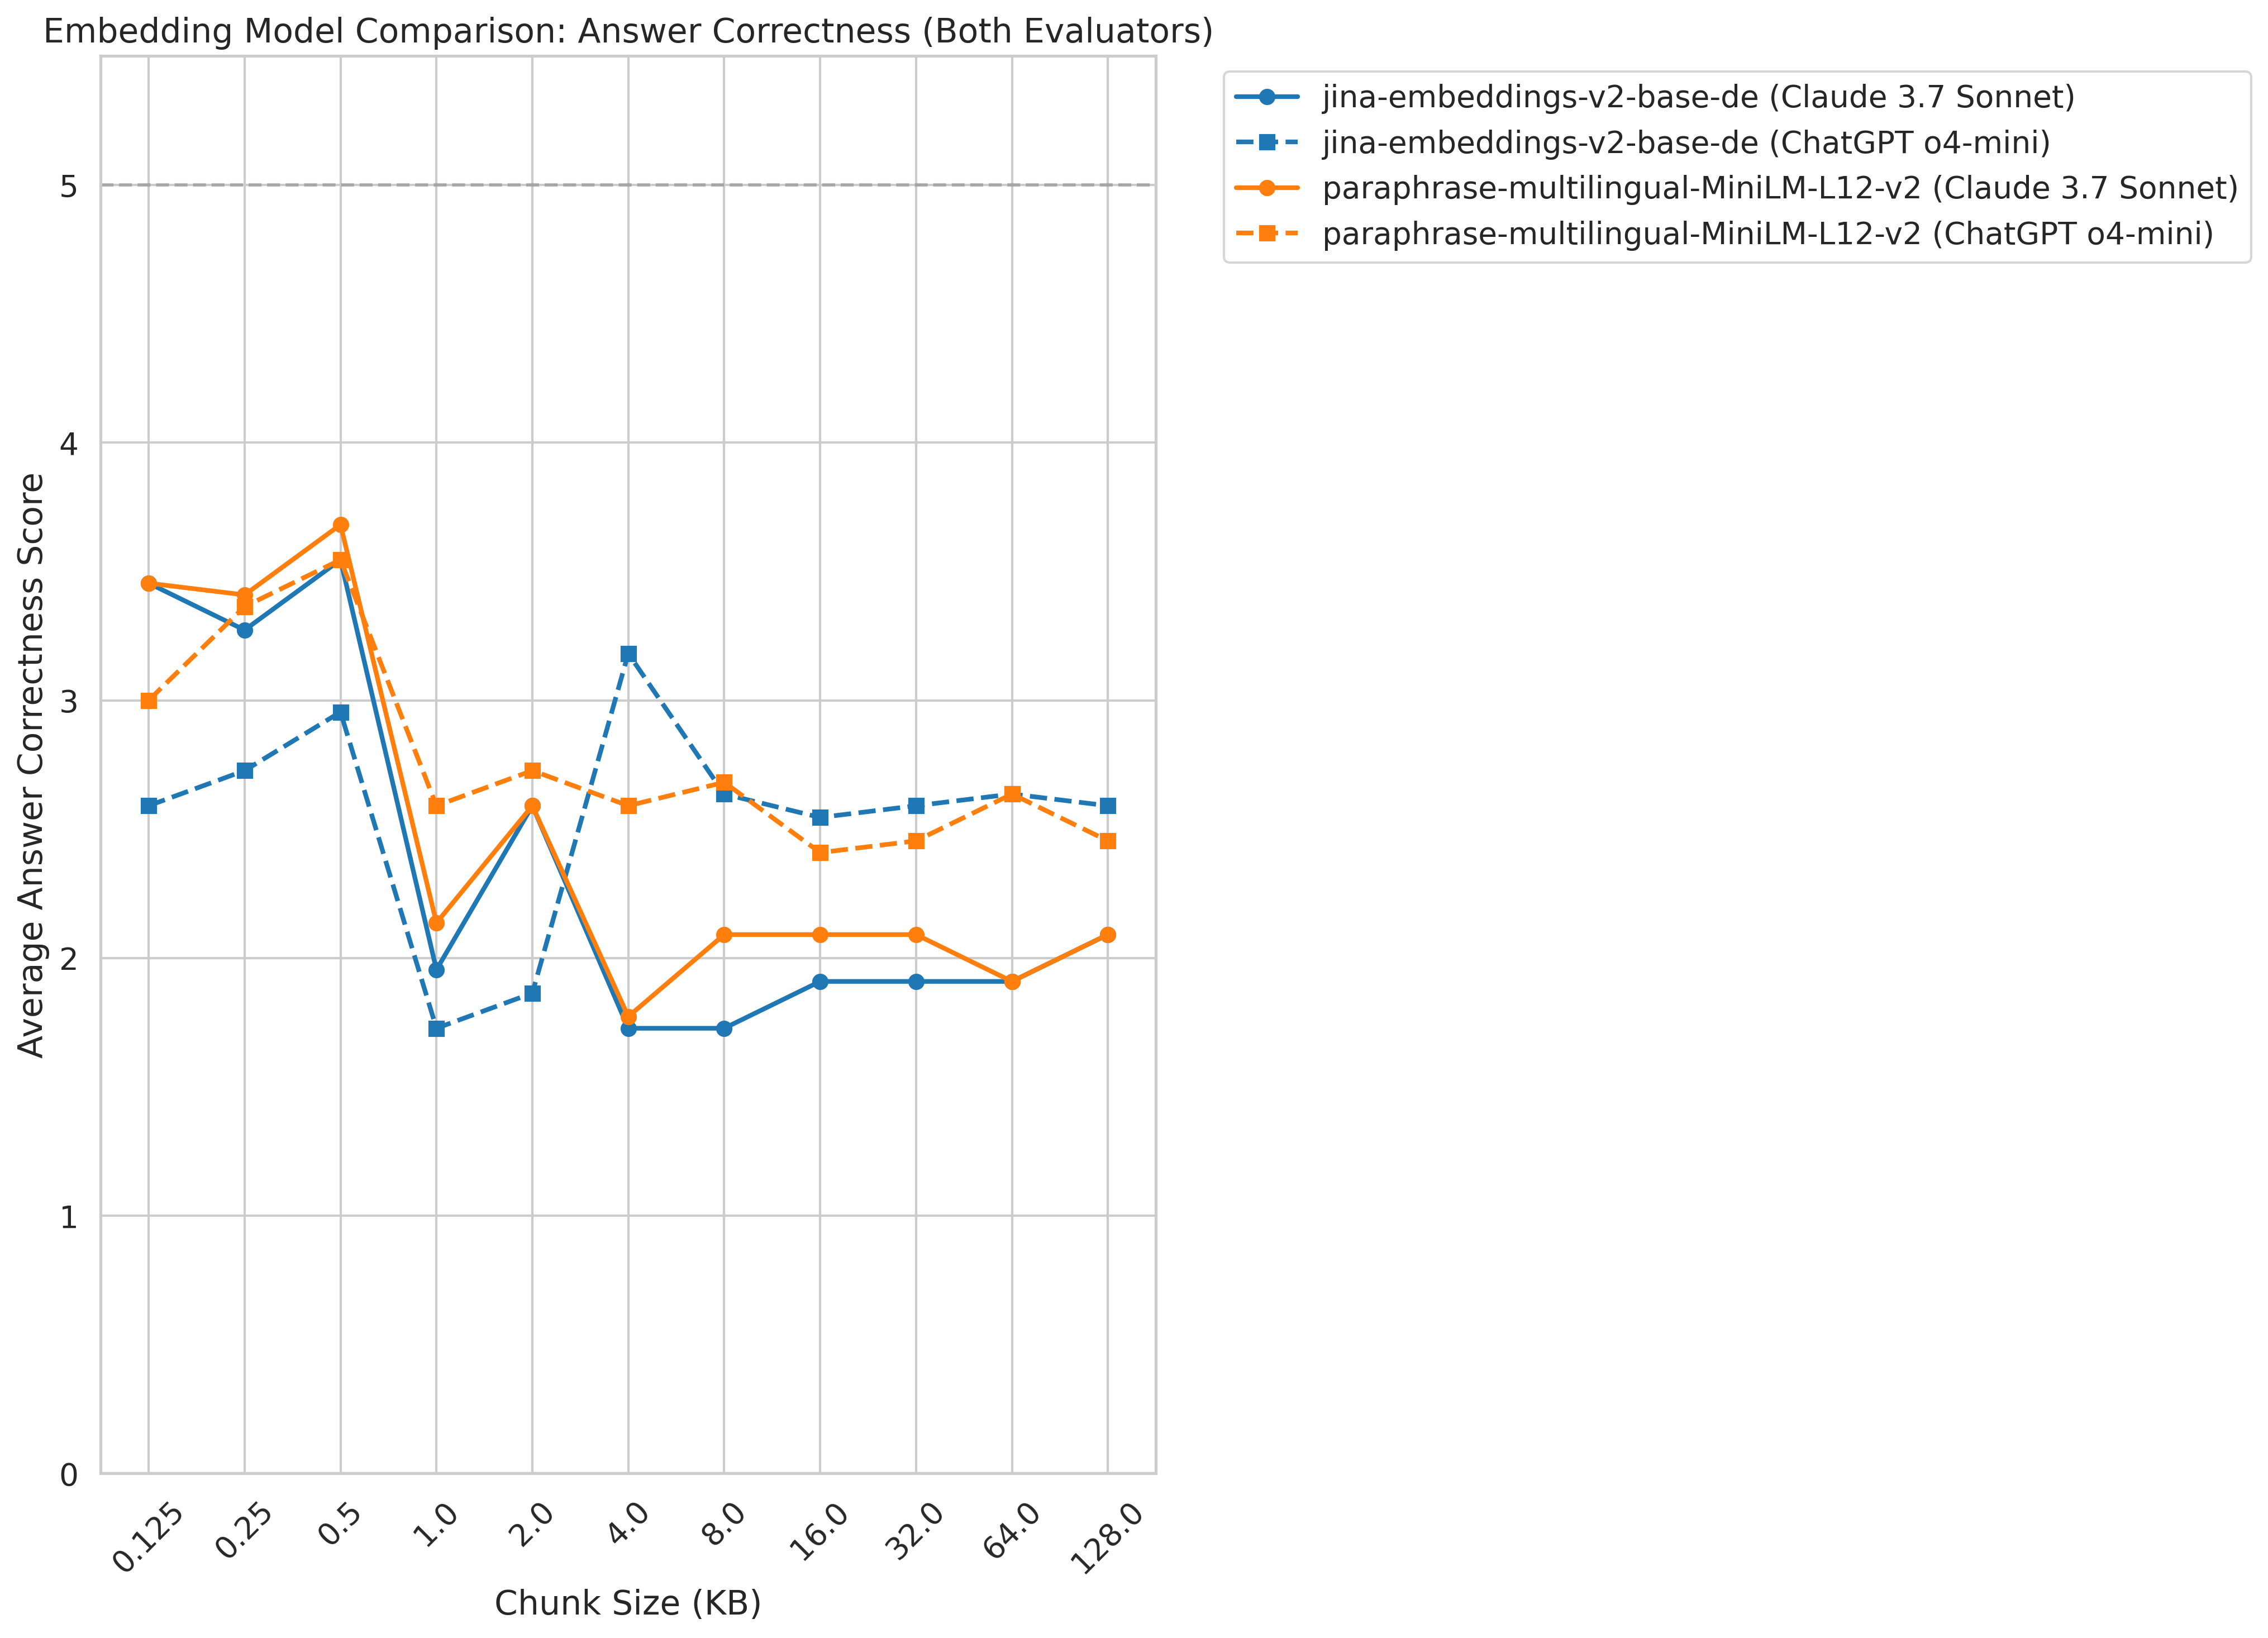 Embedding Model Comparison: Answer Correctness (Both Evaluators)
jina-embeddings-v2-base-de (Claude 3.7 Sonnet)
jina-embeddings-v2-base-de (ChatGPT o4-mini)
paraphrase-multilingual-MiniLM-L12-v2 (Claude 3.7 Sonnet)
paraphrase-multilingual-MiniLM-L12-v2 (ChatGPT o4-mini)
Average Answer Correctness Score
5
4
3
2
1
0
0.125
0.25
0.5
1.0
2.0
4.0
8.0
16.0
32.0
64.0
128.0
Chunk Size (KB)